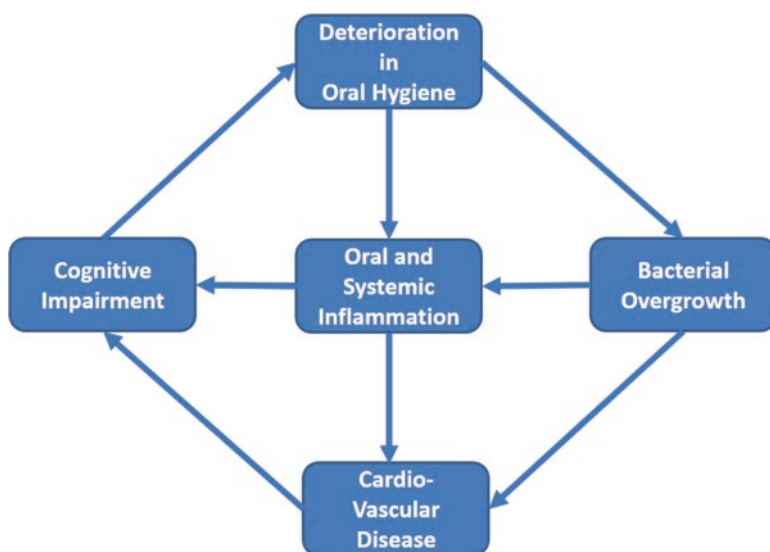 Deterioration
in
Oral Hygiene
Cognitive
Impairment
Oral and
Systemic
Inflammation
Bacterial
Overgrowth
Cardio-
Vascular
Disease